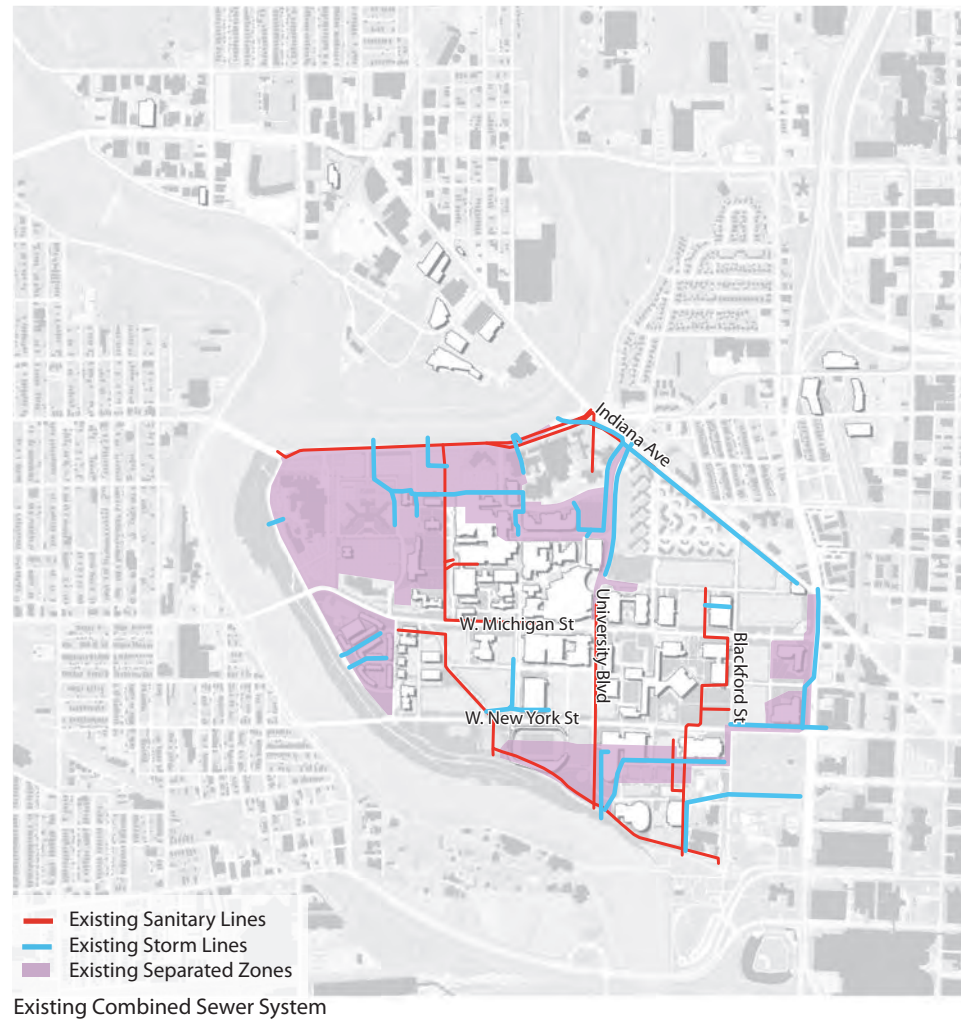 Indiana Ave
W. Michigan St
University Blvd
Blackford St
W. New York St
Existing Sanitary Lines
Existing Storm Lines
Existing Separated Zones
Existing Combined Sewer System